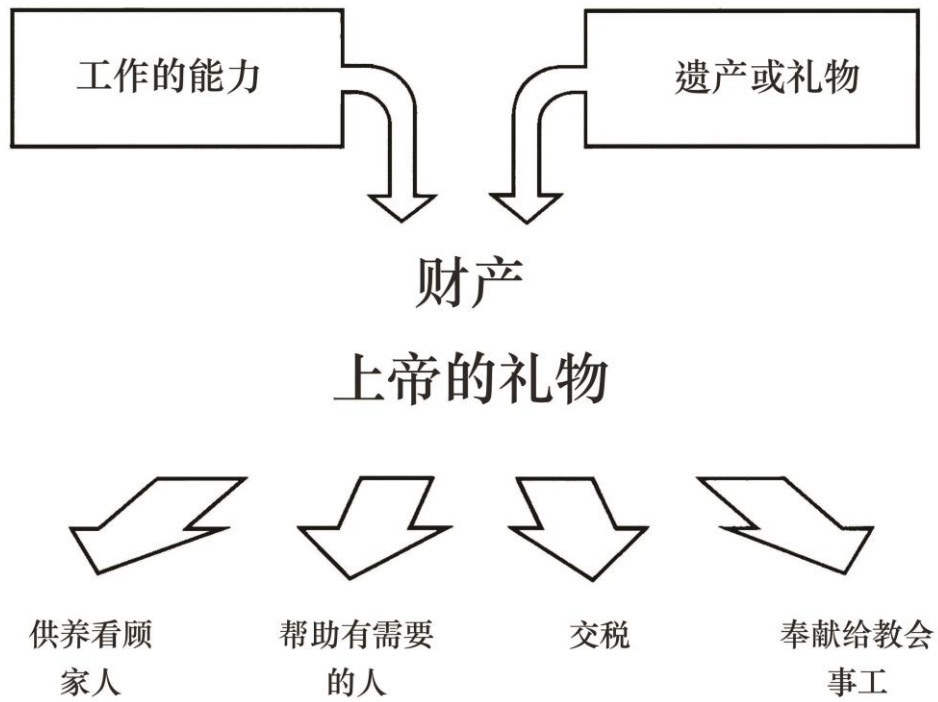 工作的能力
遗产或礼物
财产
上帝的礼物
供养看顾
家人
帮助有需要
的人
交税
奉献给教会
事工